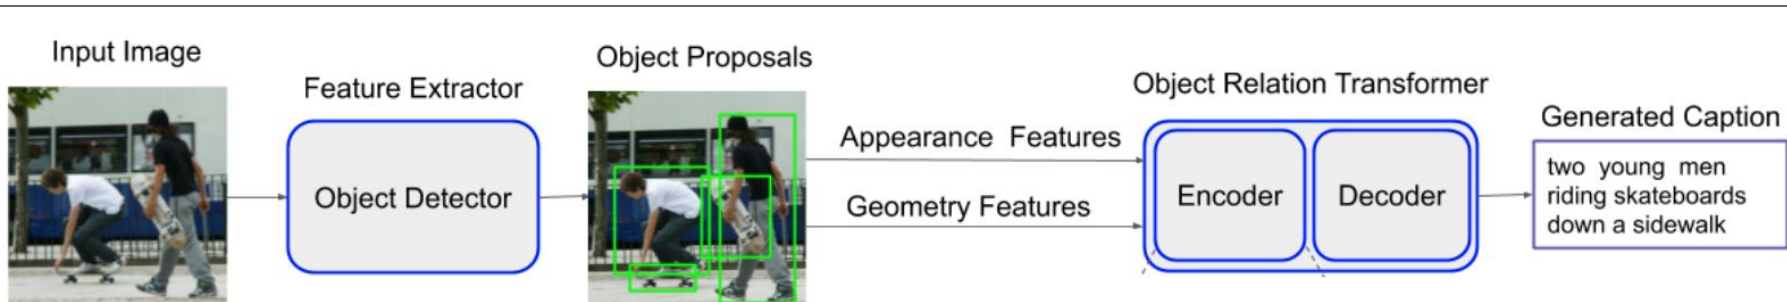 Input Image
Feature Extractor
Object Detector
Object Proposals
Appearance Features
Geometry Features
Object Relation Transformer
Encoder
Decoder
Generated Caption
two young men
riding skateboards
down a sidewalk